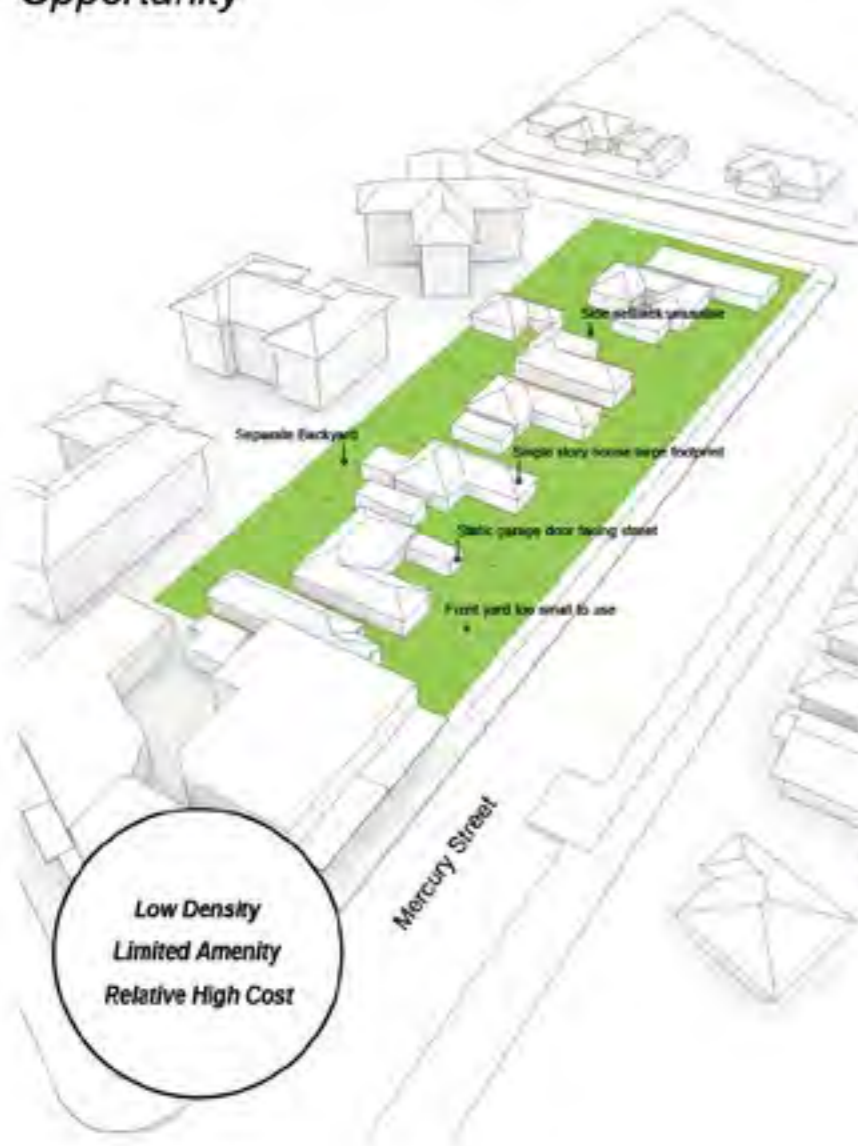 Opportunity
Side setback unusable
Separate Backyard
Single story house large footprint
Static garage door facing street
Front yard too small to use
Mercury Street
Low Density
Limited Amenity
Relative High Cost